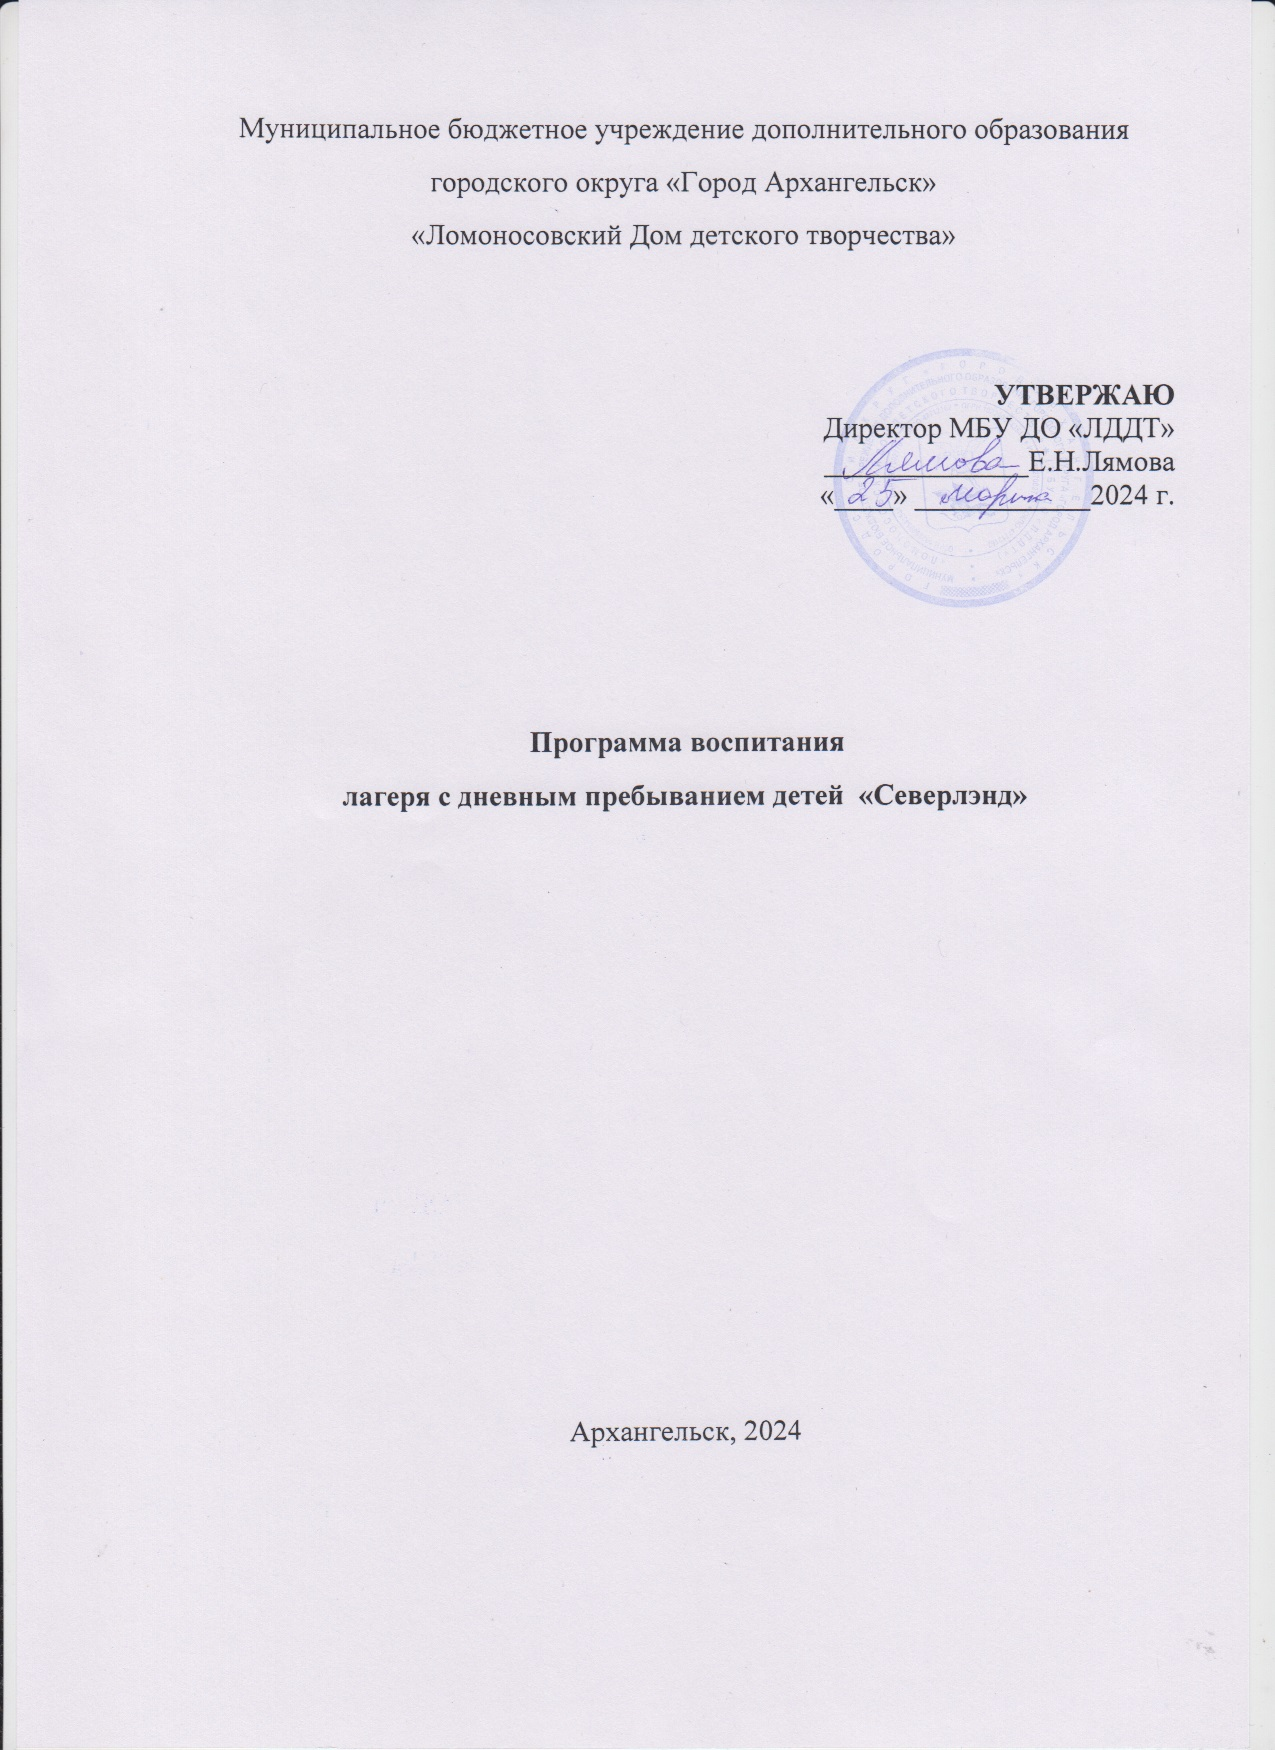 Муниципальное бюджетное учреждение дополнительного образования
городского округа «Город Архангельск»
«Ломоносовский Дом детского творчества»
УТВЕРЖАЮ
Директор МБУ ДО «ЛДДТ»
Лямова Е.Н.Лямова
«25» марта 2024 г.
Программа воспитания
лагеря с дневным пребыванием детей «Северлэнд»
Архангельск, 2024